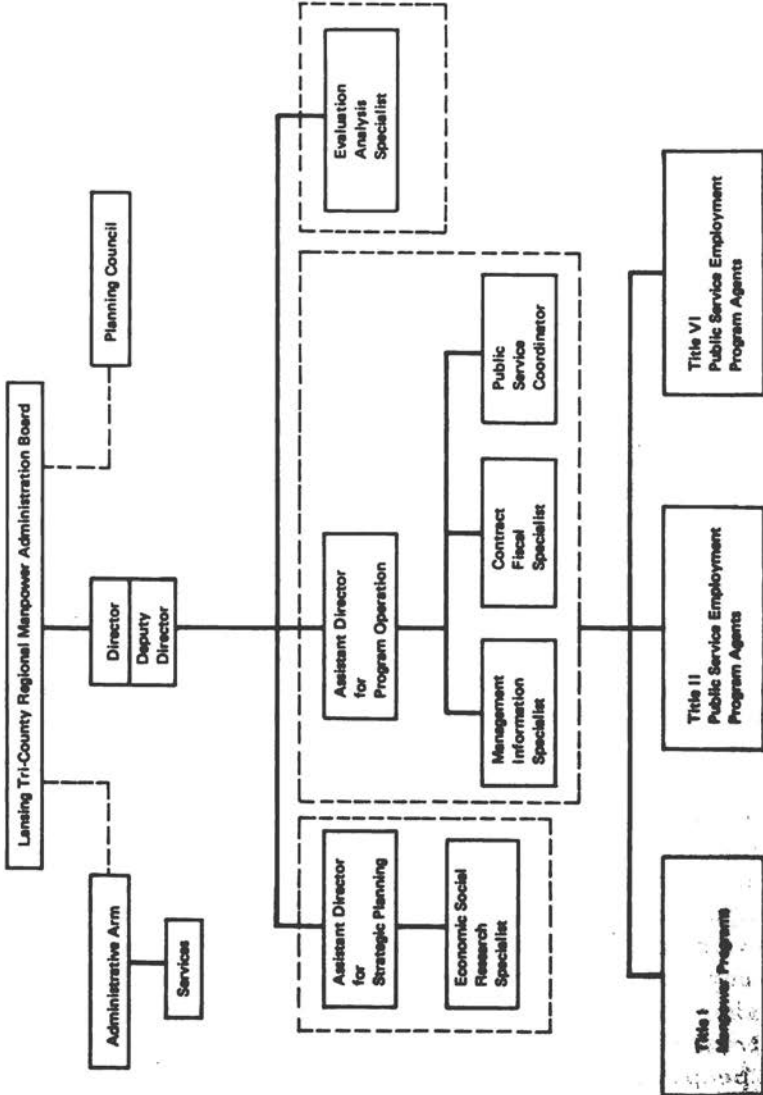 Lansing Tri-County Regional Manpower Administration Board
Administrative Arm
Services
Director
Deputy
Director
Planning Council
Assistant Director
for
Strategic Planning
Economic Social
Research
Specialist
Assistant Director
for
Program Operation
Management
Information
Specialist
Contract
Fiscal
Specialist
Public
Service
Coordinator
Evaluation
Analysis
Specialist
Title I
Manpower Programs
Title II
Public Service Employment
Program Agents
Title VI
Public Service Employment
Program Agents